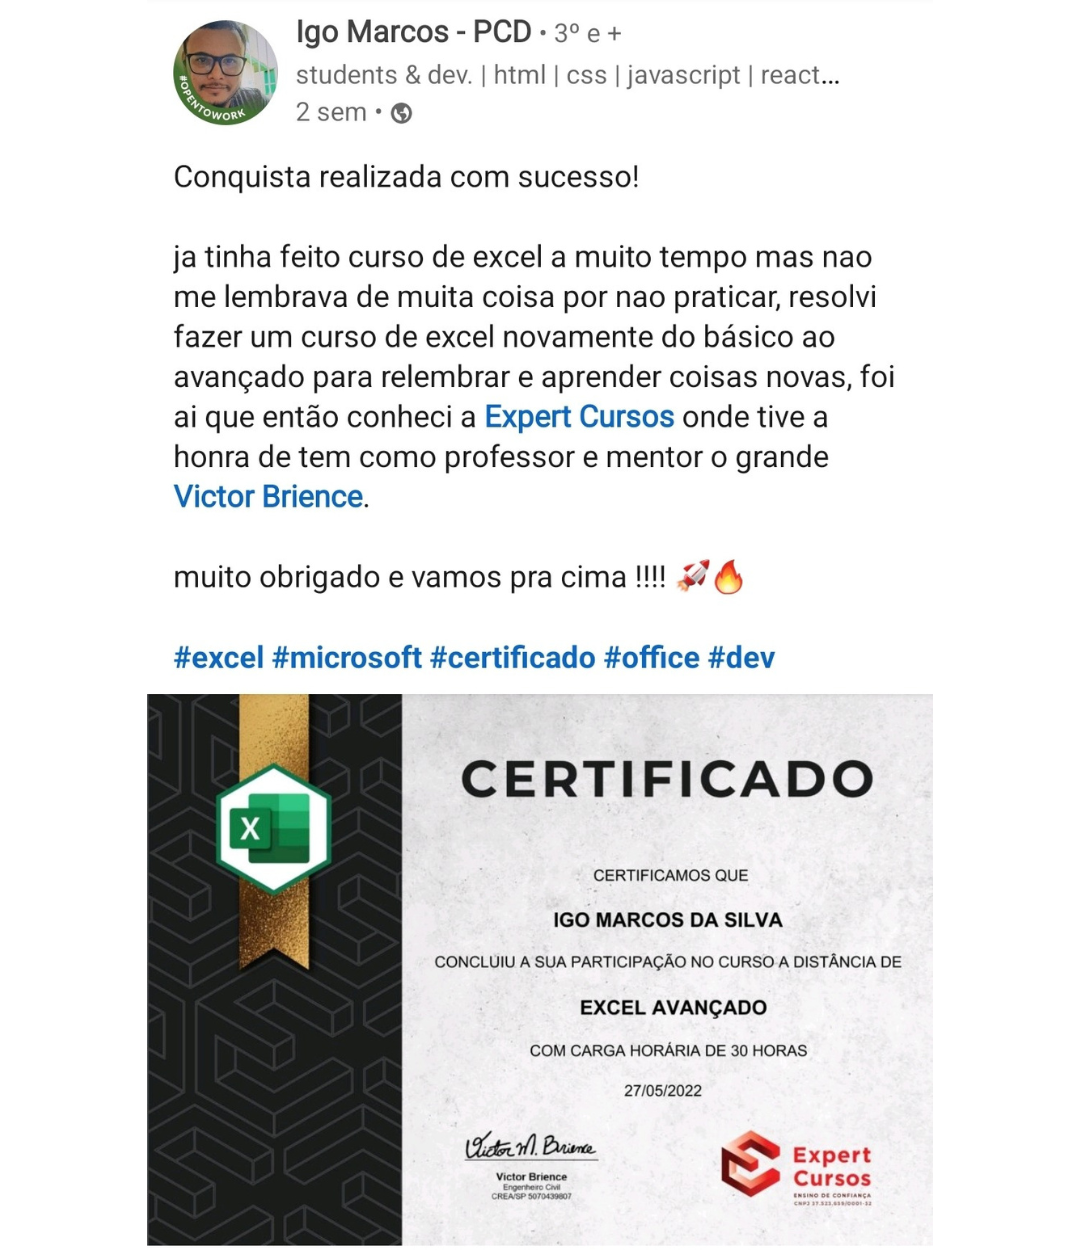 Igo Marcos - PCD • 3º e +
students & dev. | html | css | javascript | react...
2 sem •
#OPENTOWORK
Conquista realizada com sucesso!
ja tinha feito curso de excel a muito tempo mas nao
me lembrava de muita coisa por nao praticar, resolvi
fazer um curso de excel novamente do básico ao
avançado para relembrar e aprender coisas novas, foi
ai que então conheci a Expert Cursos onde tive a
honra de tem como professor e mentor o grande
Victor Brience.
muito obrigado e vamos pra cima !!!! 🚀🔥
#excel #microsoft #certificado #office #dev
X
CERTIFICADO
CERTIFICAMOS QUE
IGO MARCOS DA SILVA
CONCLUIU A SUA PARTICIPAÇÃO NO CURSO A DISTÂNCIA DE
EXCEL AVANÇADO
COM CARGA HORÁRIA DE 30 HORAS
27/05/2022
Victor M. Brience
Victor Brience
Engenheiro Civil
CREA/SP 5070439807
Expert
Cursos
ENSINO DE CONFIANÇA